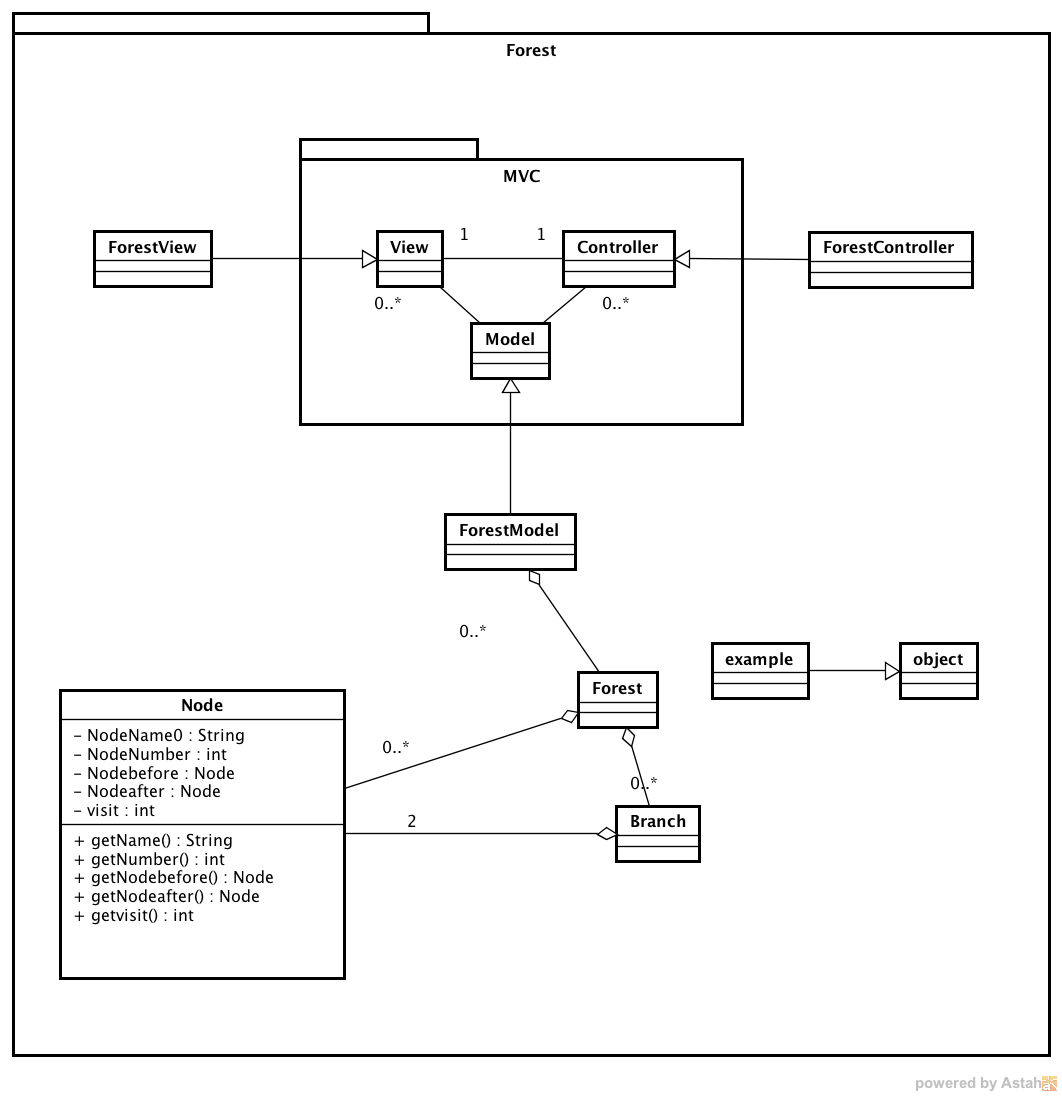 Forest
MVC
ForestView
View
1
1
Controller
ForestController
0..*
0..*
Model
ForestModel
0..*
example
object
Forest
Node
- NodeName0 : String
- NodeNumber : int
- Nodebefore : Node
- Nodeafter : Node
- visit : int
0..*
0..*
2
Branch
+ getName() : String
+ getNumber() : int
+ getNodebefore() : Node
+ getNodeafter() : Node
+ getvisit() : int
powered by Astah